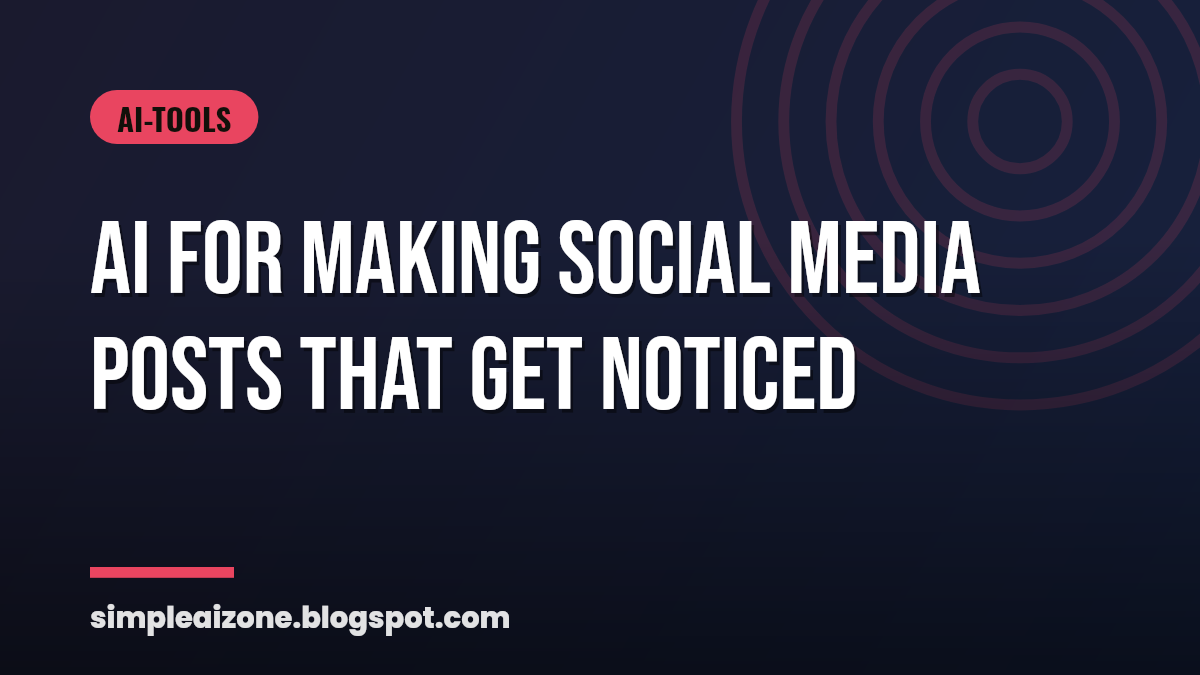 AI-TOOLS
AI FOR MAKING SOCIAL MEDIA
POSTS THAT GET NOTICED
simpleaizone.blogspot.com